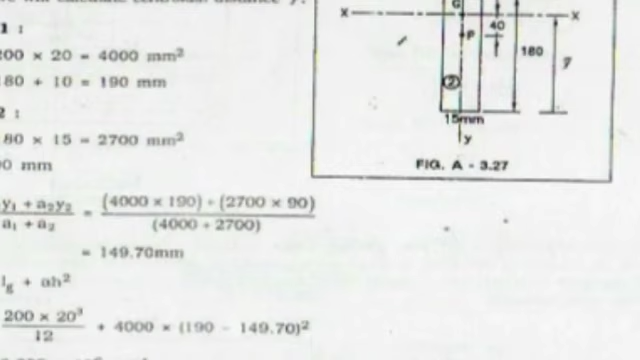 1 :
200 × 20 = 4000 mm²
180 + 10 = 190 mm
2 :
80 × 15 = 2700 mm²
90 mm
y₁ + a₂y₂ / a₁ + a₂ = (4000 × 190) + (2700 × 90) / (4000 + 2700)
= 149.70mm
I_g + ah²
200 × 20³ / 12 + 4000 × (190 - 149.70)²
X X
G
40
P
180
ȳ
2
15mm
y
FIG. A - 3.27